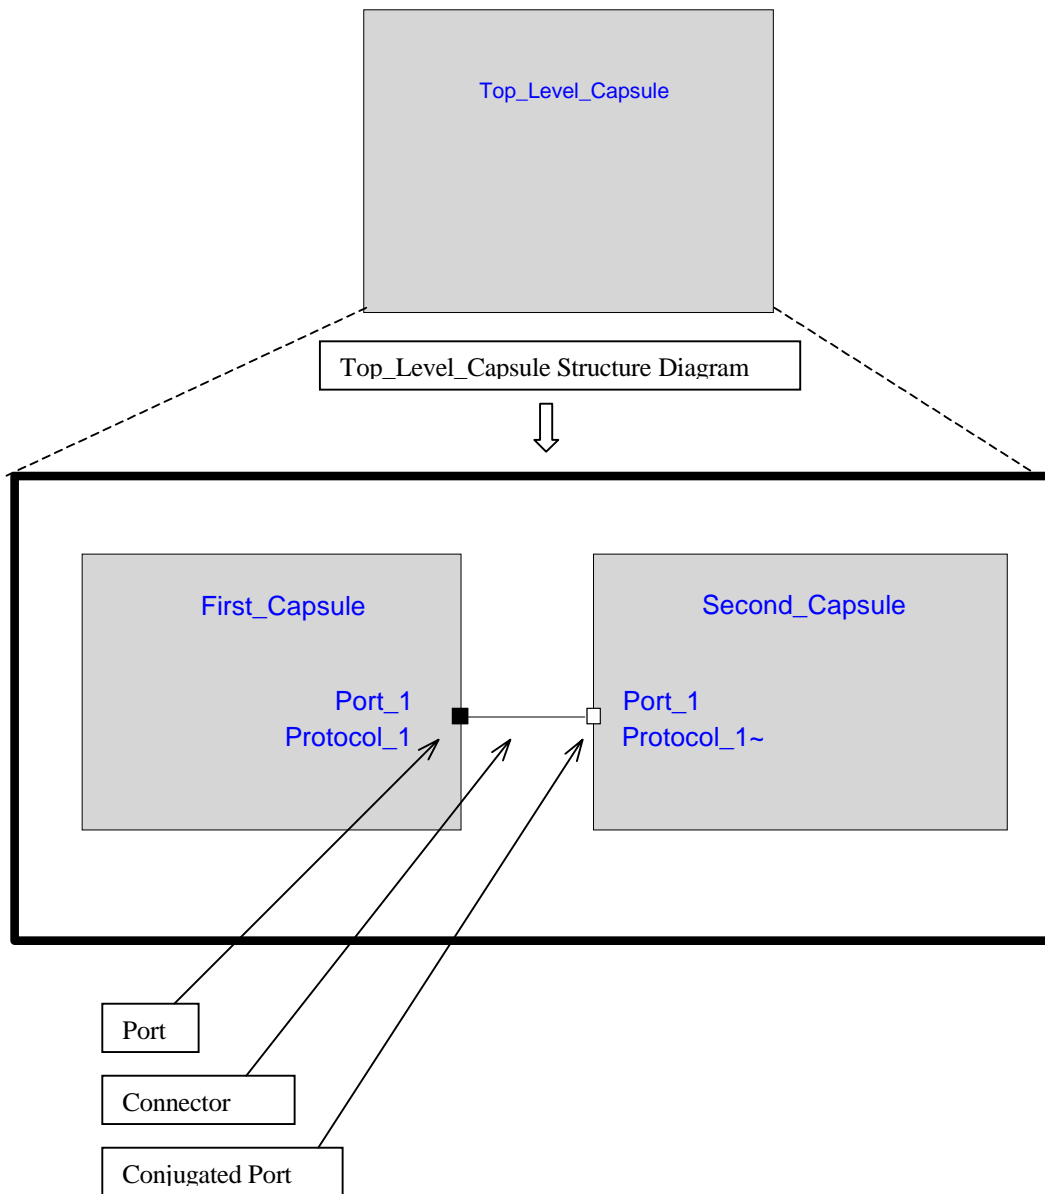 Top_Level_Capsule
Top_Level_Capsule Structure Diagram
First_Capsule
Second_Capsule
Port_1
Protocol_1
Port_1
Protocol_1~
Port
Connector
Conjugated Port